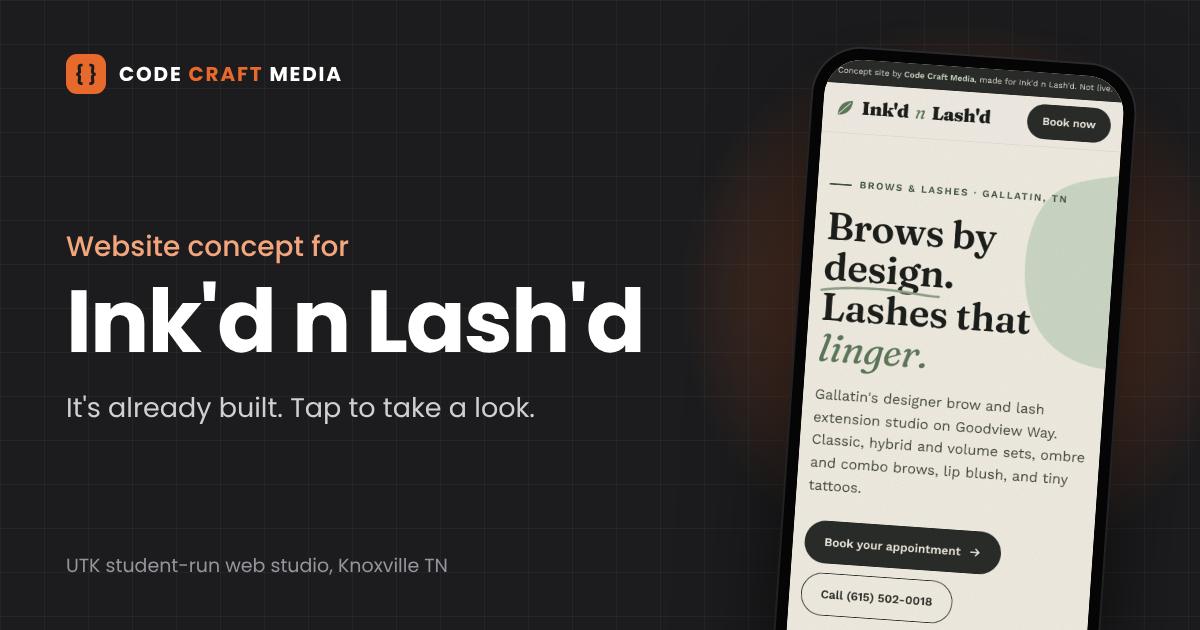 { } CODE CRAFT MEDIA
Website concept for
Ink'd n Lash'd
It's already built. Tap to take a look.
UTK student-run web studio, Knoxville TN
Concept site by Code Craft Media, made for Ink'd n Lash'd. Not live.
Ink'd n Lash'd
Book now
BROWS & LASHES · GALLATIN, TN
Brows by
design.
Lashes that
linger.
Gallatin's designer brow and lash
extension studio on Goodview Way.
Classic, hybrid and volume sets, ombre
and combo brows, lip blush, and tiny
tattoos.
Book your appointment →
Call (615) 502-0018